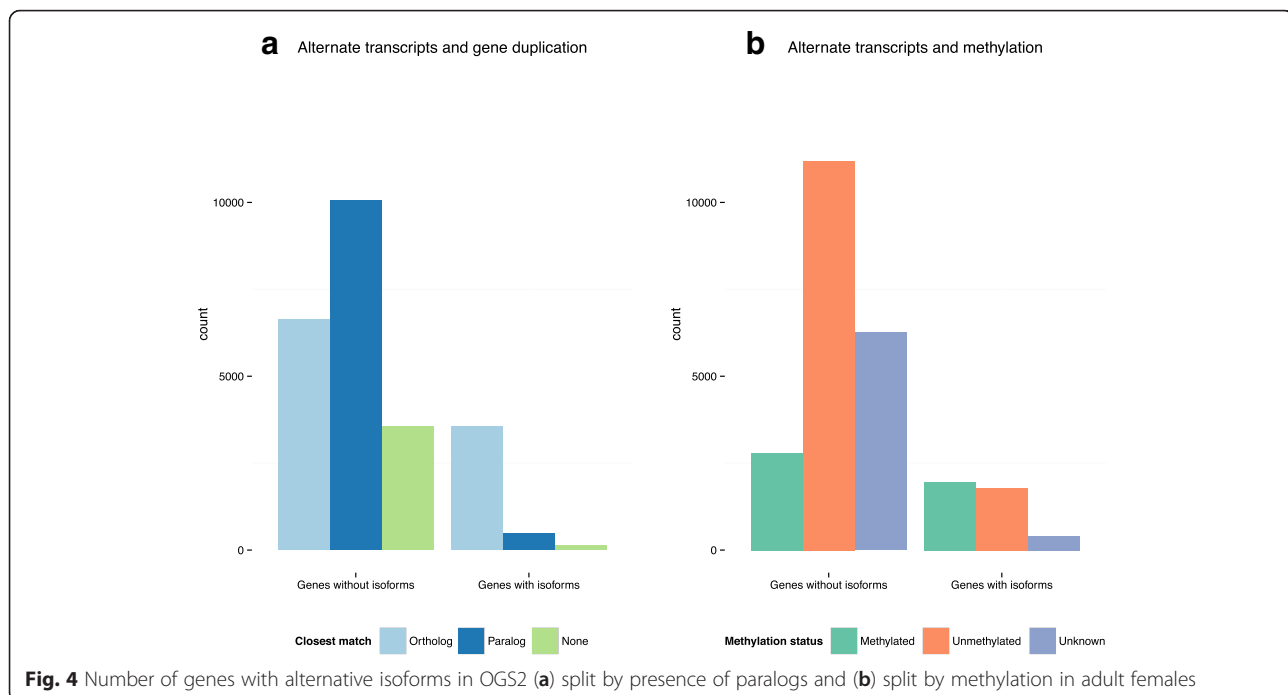 a Alternate transcripts and gene duplication
10000
5000
0
count
Genes without isoforms
Genes with isoforms
Closest match Ortholog Paralog None
b Alternate transcripts and methylation
10000
5000
0
count
Genes without isoforms
Genes with isoforms
Methylation status Methylated Unmethylated Unknown
Fig. 4 Number of genes with alternative isoforms in OGS2 (a) split by presence of paralogs and (b) split by methylation in adult females